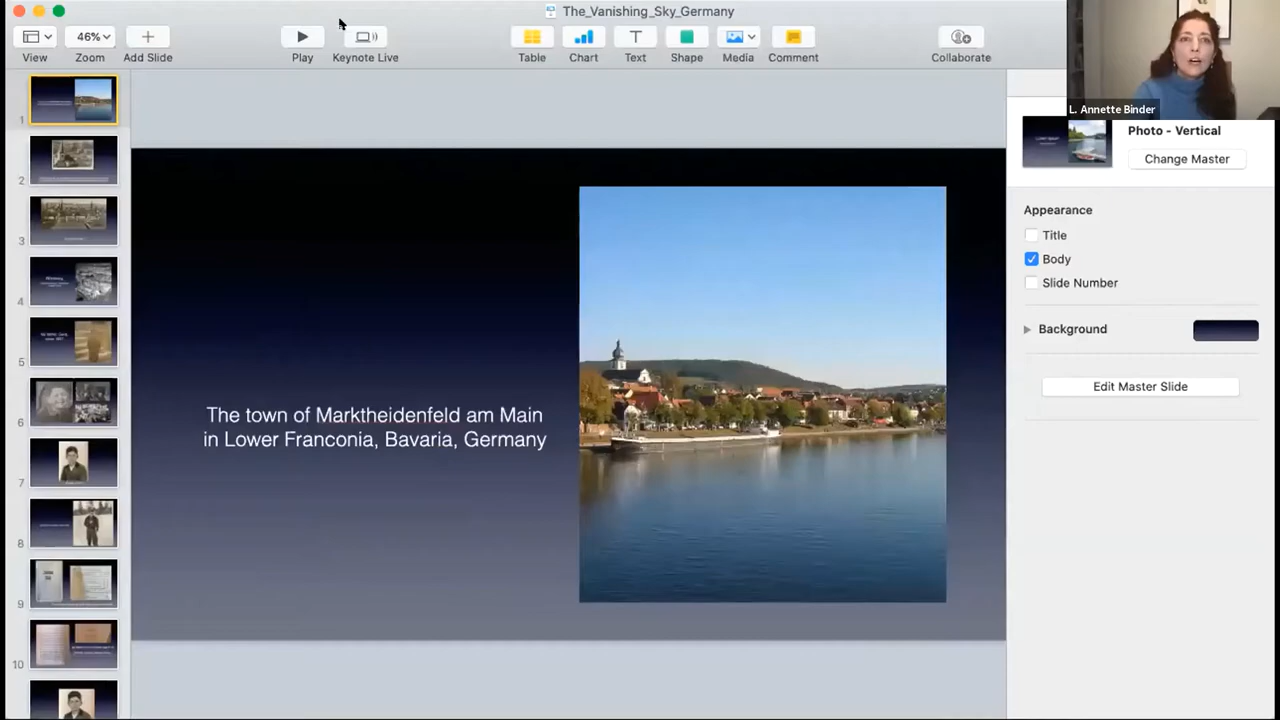 The_Vanishing_Sky_Germany
46%
View
Zoom
Add Slide
Play
Keynote Live
Table
Chart
Text
Shape
Media
Comment
Collaborate
L. Annette Binder
Photo - Vertical
Change Master
Appearance
Title
Body
Slide Number
Background
Edit Master Slide
The town of Marktheidenfeld am Main
in Lower Franconia, Bavaria, Germany
1
2
3
4
5
6
7
8
9
10